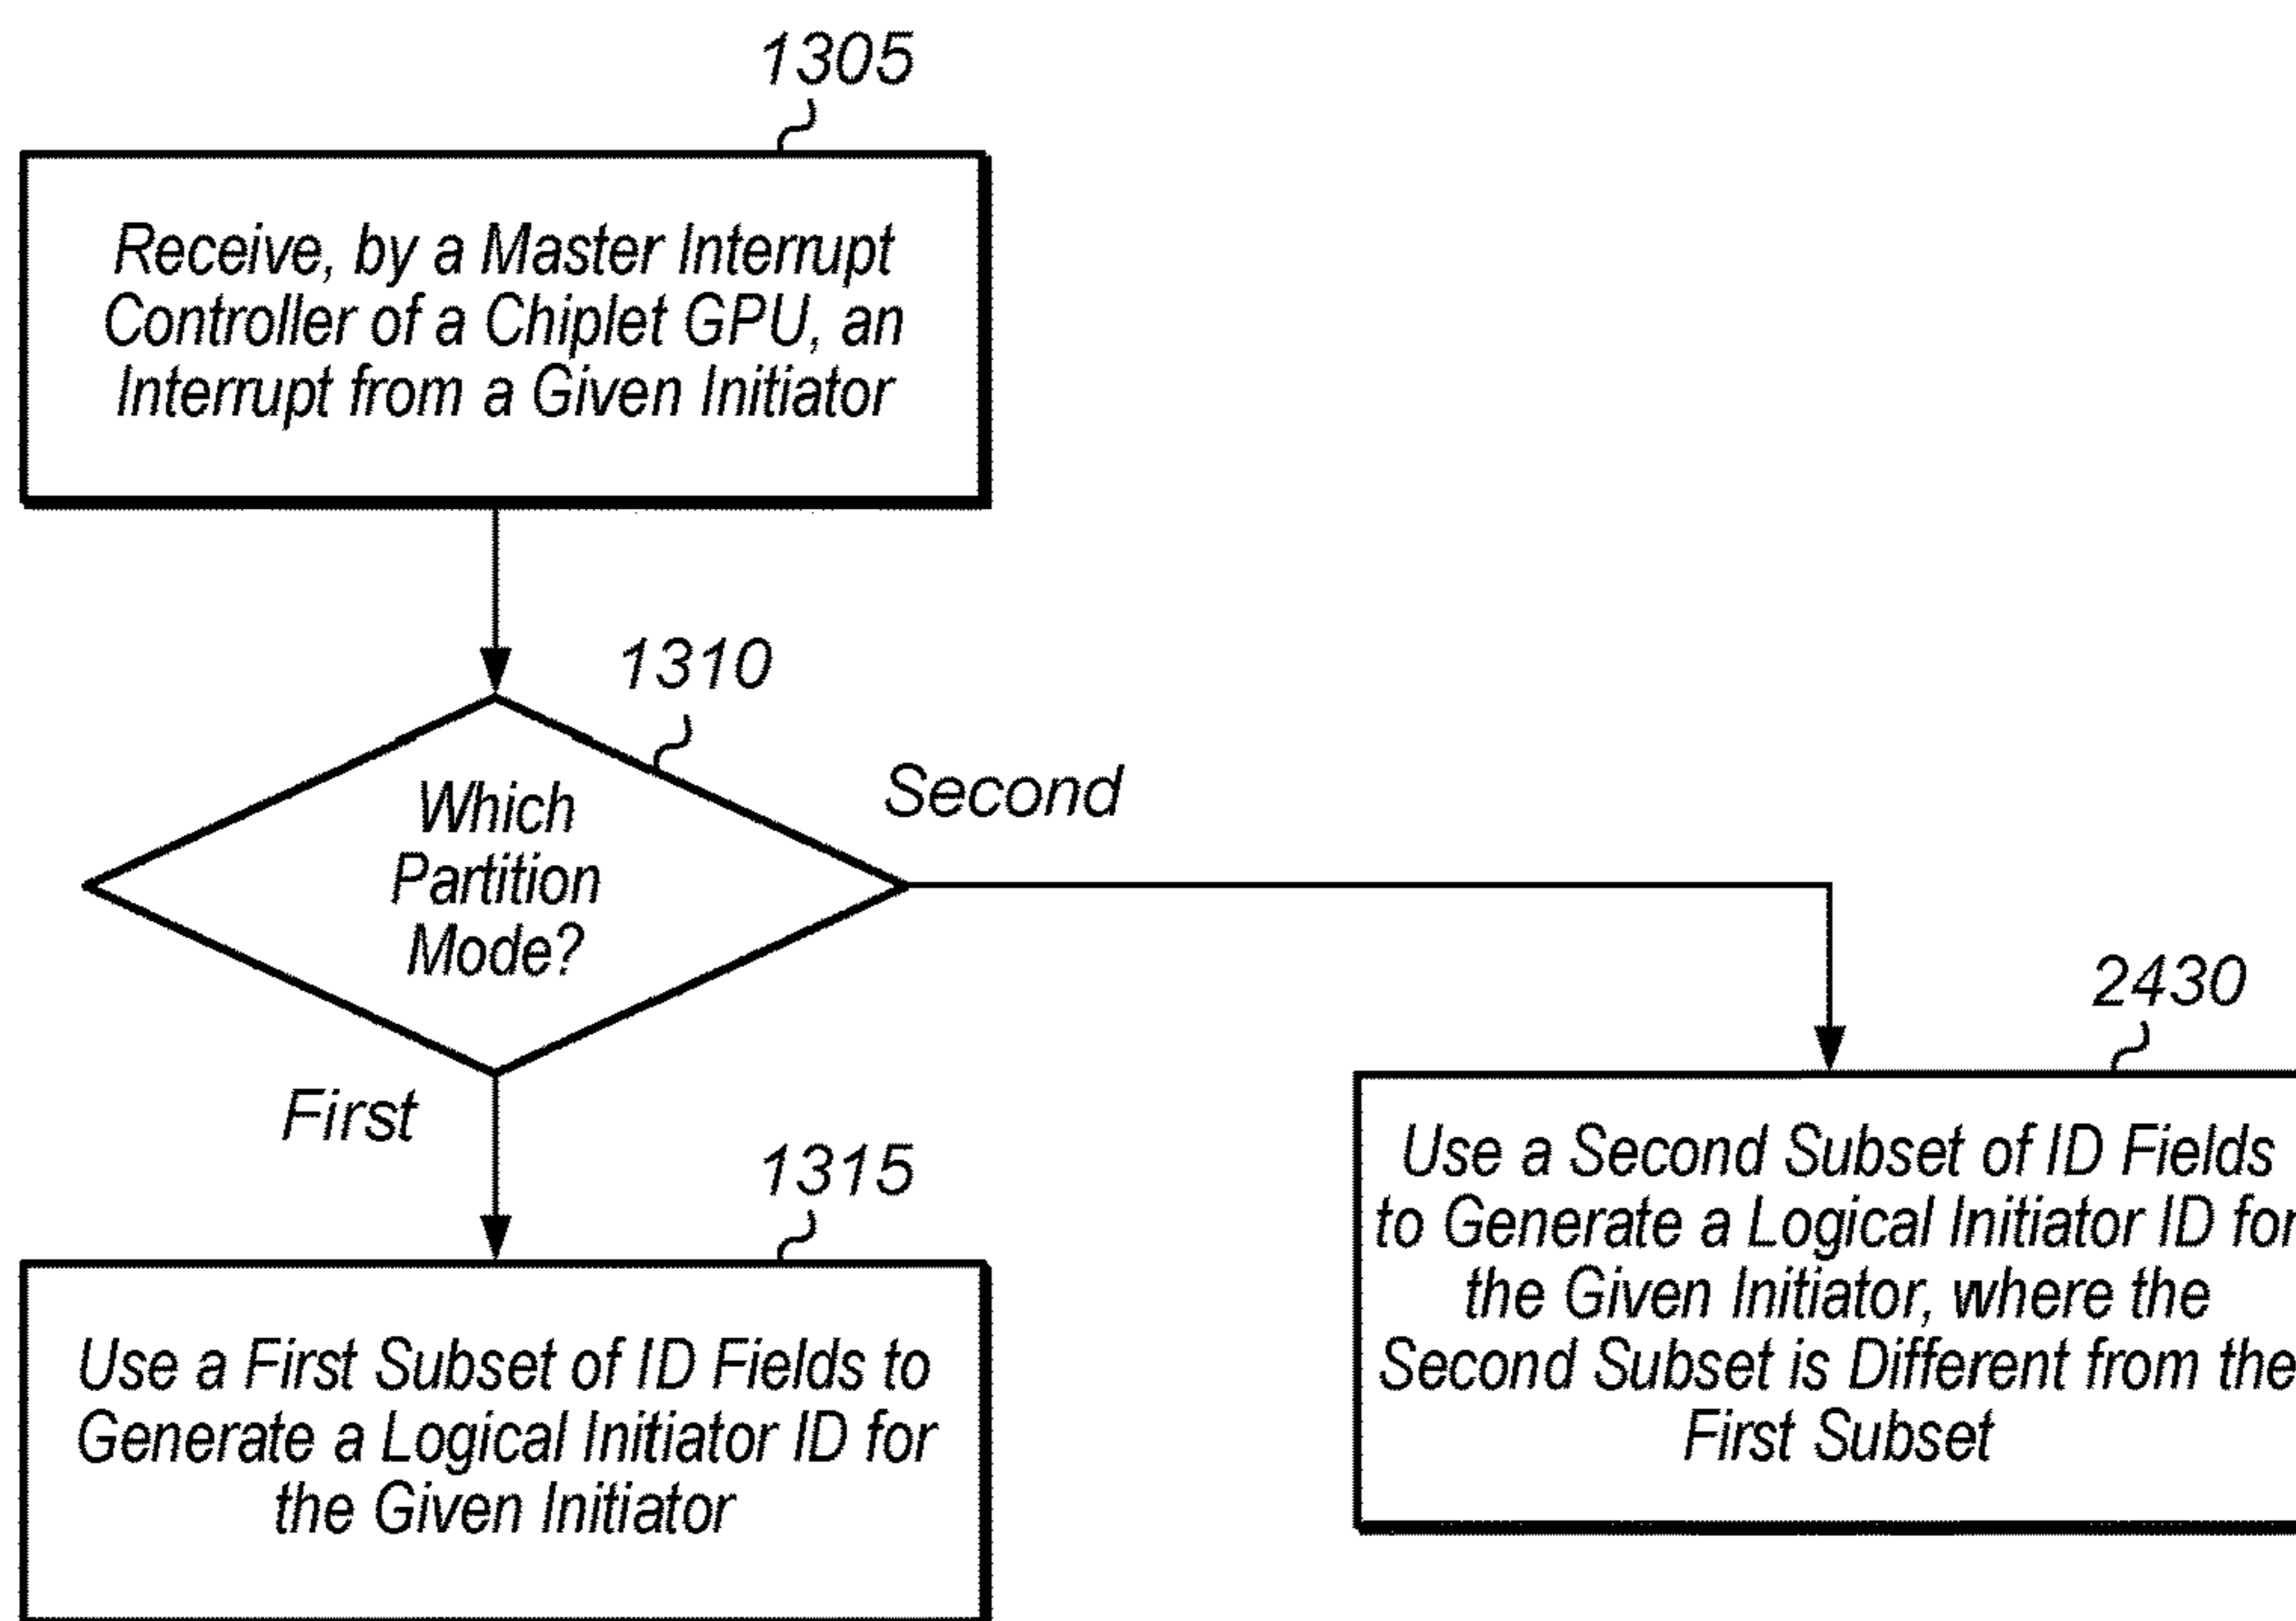 1305
Receive, by a Master Interrupt
Controller of a Chiplet GPU, an
Interrupt from a Given Initiator
1310
Which
Partition
Mode?
Second
First
2430
Use a Second Subset of ID Fields
to Generate a Logical Initiator ID for
the Given Initiator, where the
Second Subset is Different from the
First Subset
1315
Use a First Subset of ID Fields to
Generate a Logical Initiator ID for
the Given Initiator